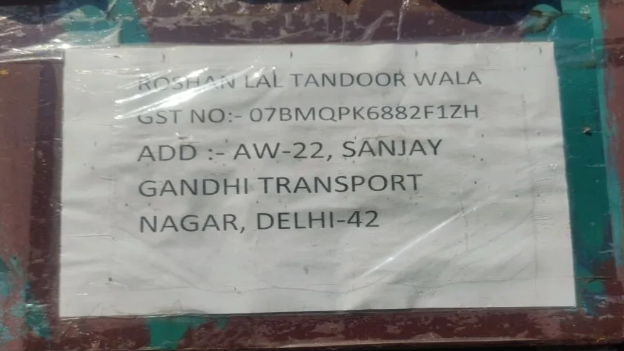 ROSHAN LAL TANDOOR WALA
GST NO:- 07BMQPK6882F1ZH
ADD :- AW-22, SANJAY
GANDHI TRANSPORT
NAGAR, DELHI-42